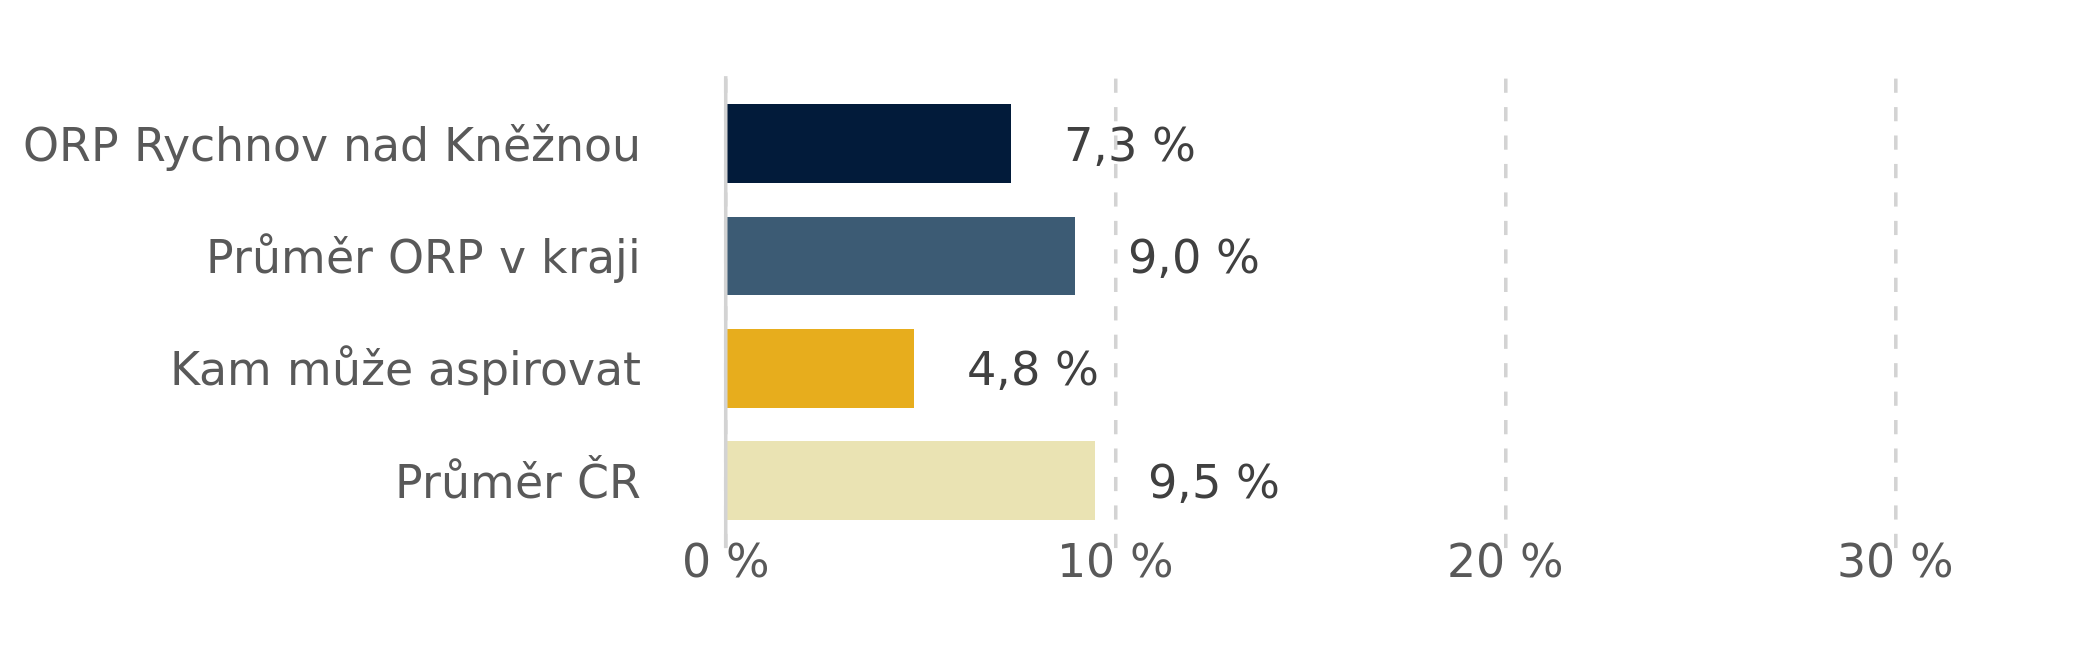 ORP Rychnov nad Kněžnou 7,3 %
Průměr ORP v kraji 9,0 %
Kam může aspirovat 4,8 %
Průměr ČR 9,5 %
0 % 10 % 20 % 30 %